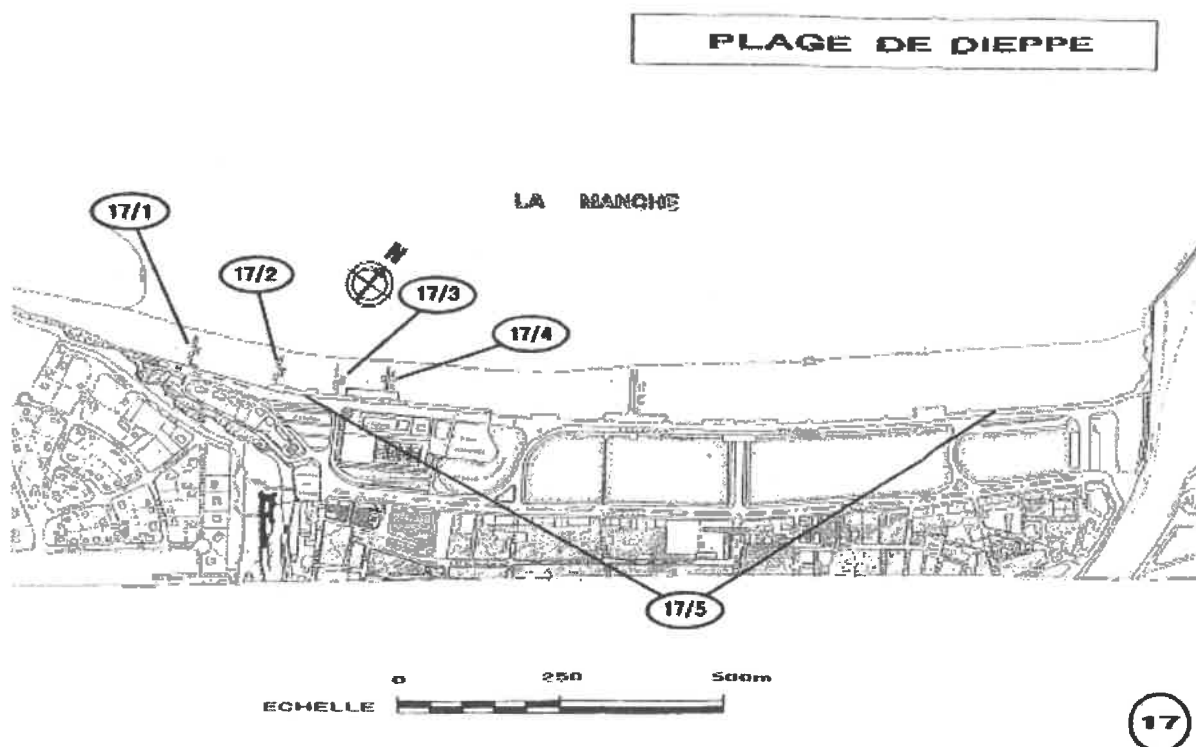 PLAGE DE DIEPPE
LA MANCHE
17/1
17/2
N
17/3
17/4
17/5
0 250 500m
ECHELLE
17